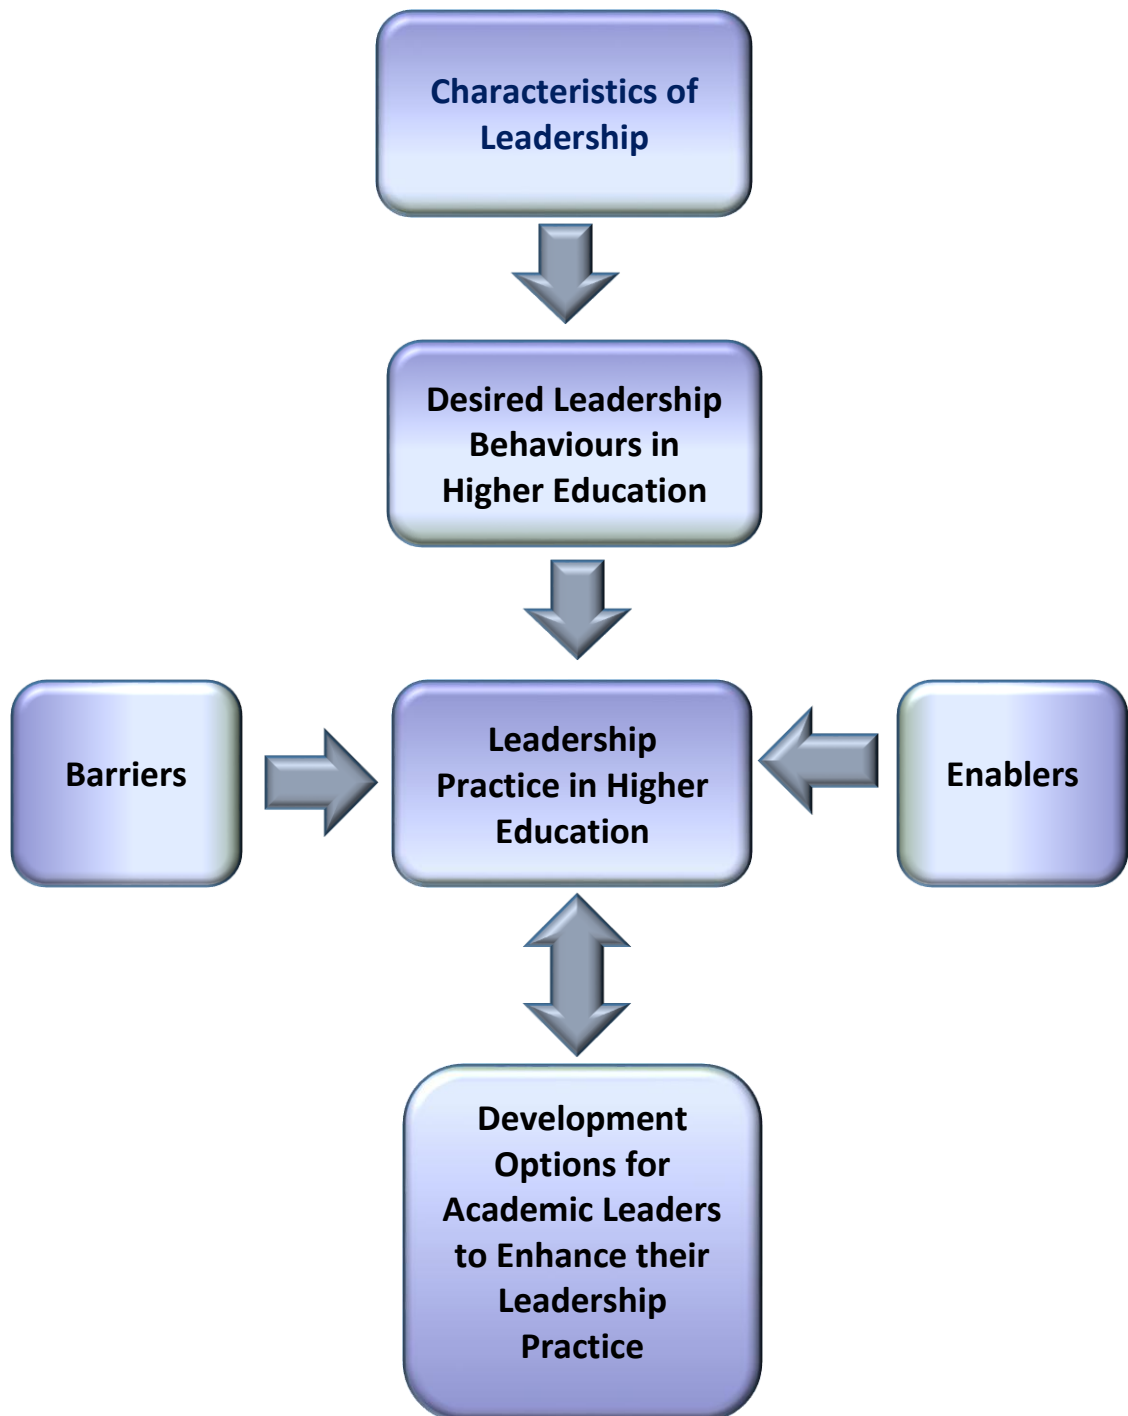 Characteristics of
Leadership
Desired Leadership
Behaviours in
Higher Education
Barriers
Leadership
Practice in Higher
Education
Enablers
Development
Options for
Academic Leaders
to Enhance their
Leadership
Practice